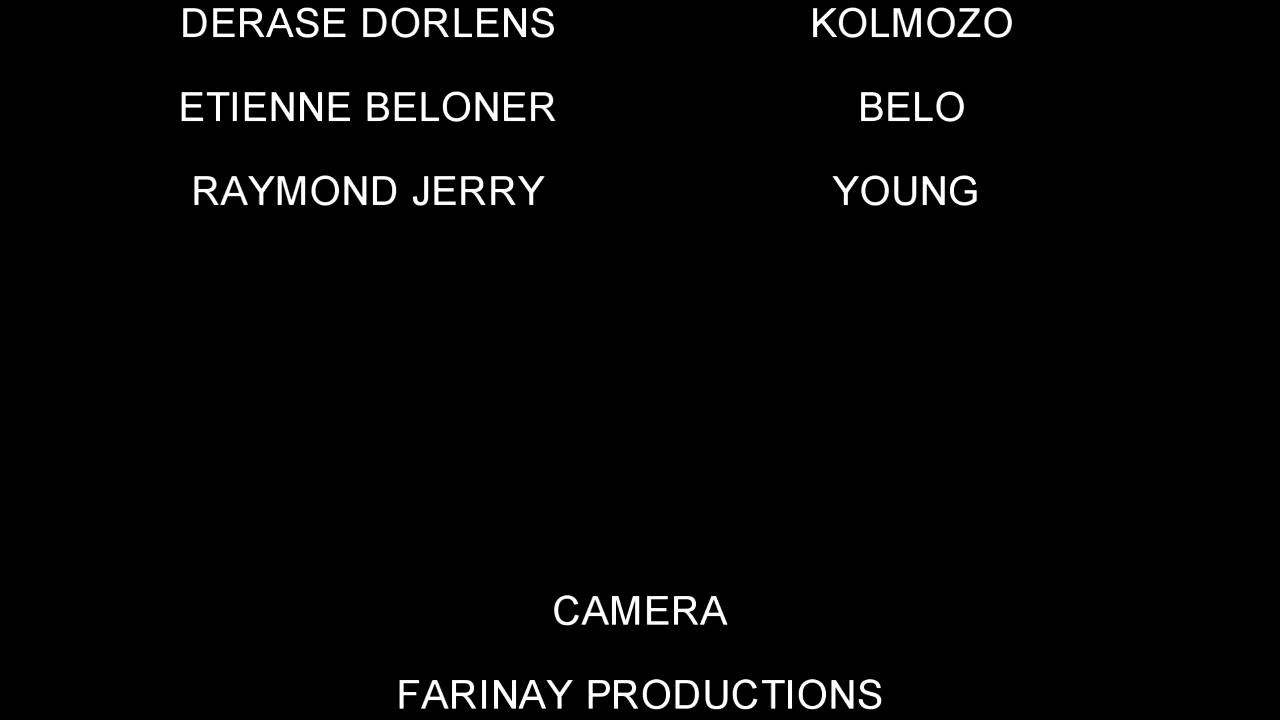 DERASE DORLENS KOLMOZO
ETIENNE BELONER BELO
RAYMOND JERRY YOUNG
CAMERA
FARINAY PRODUCTIONS